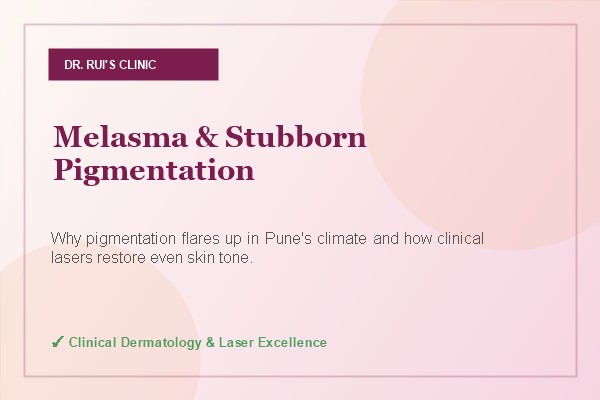 DR. RUI'S CLINIC
Melasma & Stubborn
Pigmentation
Why pigmentation flares up in Pune's climate and how clinical
lasers restore even skin tone.
✓ Clinical Dermatology & Laser Excellence